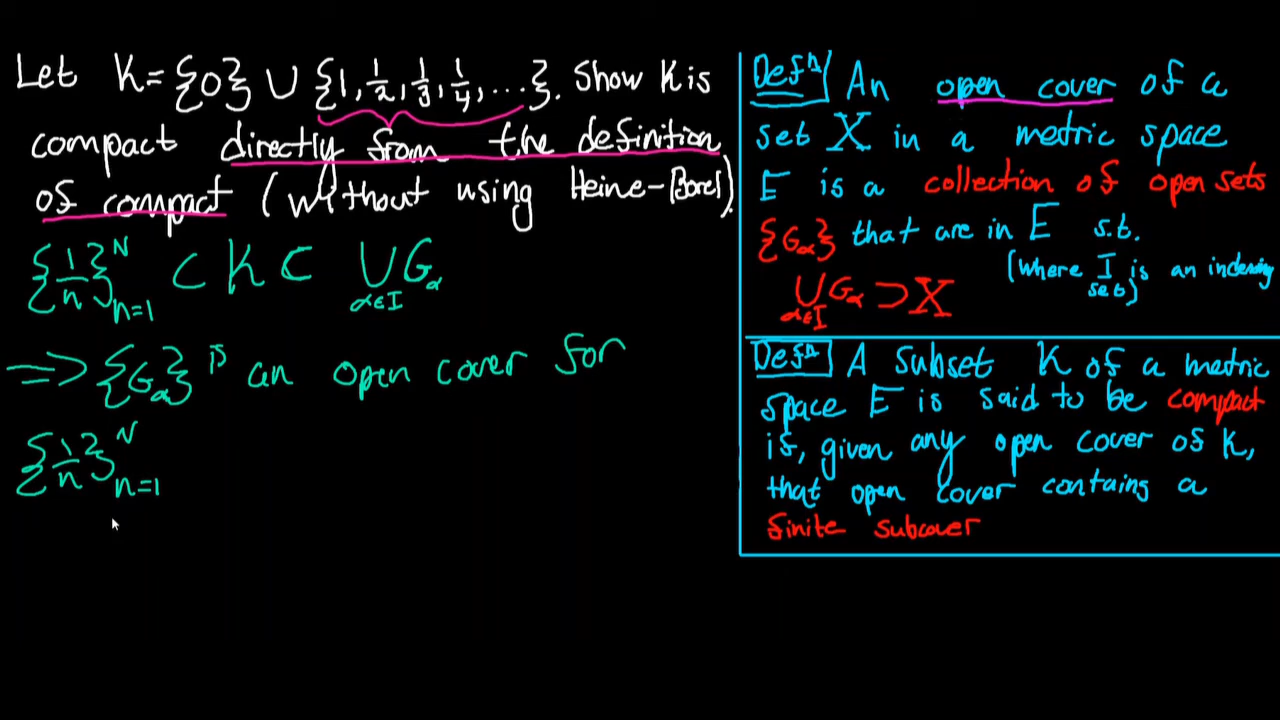 Let K = {0} ∪ {1, 1/2, 1/3, 1/4, ...}. Show K is
compact directly from the definition
of compact (without using Heine-Borel).
{1/n}_{n=1}^N ⊂ K ⊂ ∪_{α∈I} G_α
=> {G_α} is an open cover for
{1/n}_{n=1}^N
Defⁿ An open cover of a
set X in a metric space
E is a collection of open sets
{G_α} that are in E s.t.
∪_{α∈I} G_α ⊃ X (where I is an indexing set)
Defⁿ A subset K of a metric
space E is said to be compact
if, given any open cover of K,
that open cover contains a
finite subcover